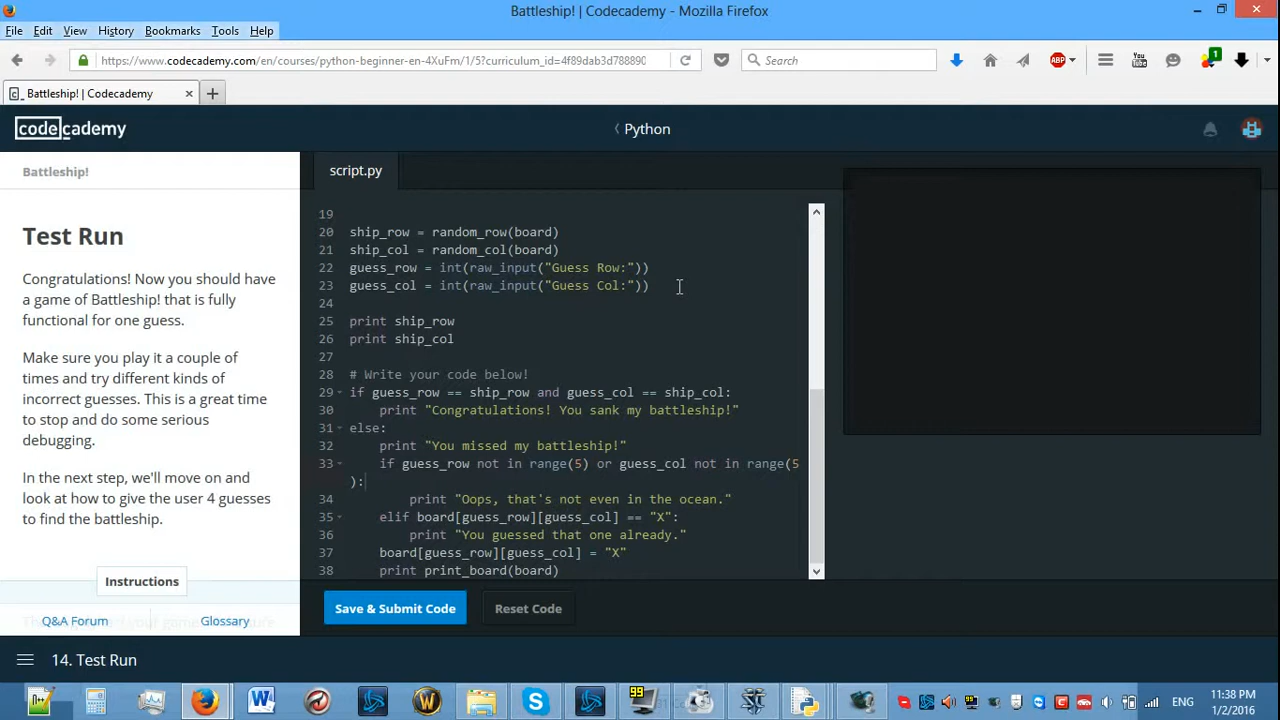 Battleship! | Codecademy - Mozilla Firefox
File Edit View History Bookmarks Tools Help
https://www.codecademy.com/en/courses/python-beginner-en-4XuFm/1/5?curriculum_id=4f89dab3d788890
Search
ABP
You Tube
1
Battleship! | Codecademy
codecademy
Python
Battleship!
script.py
Test Run
Congratulations! Now you should have
a game of Battleship! that is fully
functional for one guess.
Make sure you play it a couple of
times and try different kinds of
incorrect guesses. This is a great time
to stop and do some serious
debugging.
In the next step, we'll move on and
look at how to give the user 4 guesses
to find the battleship.
Instructions
Q&A Forum Glossary
19
20 ship_row = random_row(board)
21 ship_col = random_col(board)
22 guess_row = int(raw_input("Guess Row:"))
23 guess_col = int(raw_input("Guess Col:"))
24
25 print ship_row
26 print ship_col
27
28 # Write your code below!
29 if guess_row == ship_row and guess_col == ship_col:
30 print "Congratulations! You sank my battleship!"
31 else:
32 print "You missed my battleship!"
33 if guess_row not in range(5) or guess_col not in range(5
):
34 print "Oops, that's not even in the ocean."
35 elif board[guess_row][guess_col] == "X":
36 print "You guessed that one already."
37 board[guess_row][guess_col] = "X"
38 print print_board(board)
Save & Submit Code Reset Code
14. Test Run
99
ENG
11:38 PM
1/2/2016